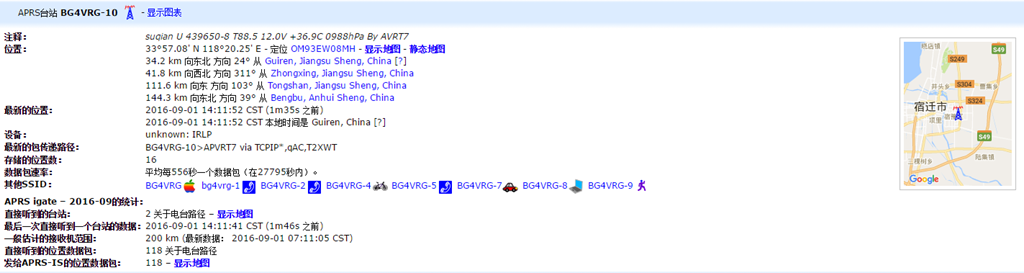 APRS台站 BG4VRG-10 - 显示图表
注释: suqian U 439650-8 T88.5 12.0V +36.9C 0988hPa By AVRT7
位置: 33°57.08' N 118°20.25' E - 定位 OM93EW08MH - 显示地图 - 静态地图
34.2 km 向东北 方向 24° 从 Guiren, Jiangsu Sheng, China [?]
41.8 km 向西北 方向 311° 从 Zhongxing, Jiangsu Sheng, China
111.6 km 向东 方向 103° 从 Tongshan, Jiangsu Sheng, China
144.3 km 向东北 方向 39° 从 Bengbu, Anhui Sheng, China
最新的位置: 2016-09-01 14:11:52 CST (1m35s 之前)
2016-09-01 14:11:52 CST 本地时间是 Guiren, China [?]
设备: unknown: IRLP
最新的包传递路径: BG4VRG-10>APVRT7 via TCPIP*,qAC,T2XWT
存储的位置数: 16
数据包速率: 平均每556秒一个数据包（在27795秒内）。
其他SSID: BG4VRG bg4vrg-1 BG4VRG-2 BG4VRG-4 BG4VRG-5 BG4VRG-7 BG4VRG-8 BG4VRG-9
APRS igate – 2016-09的统计:
直接听到的台站: 2 关于电台路径 – 显示地图
最后一次直接听到一个台站的数据: 2016-09-01 14:11:41 CST (1m46s 之前)
一般估计的接收机范围: 200 km (最新数据: 2016-09-01 07:11:05 CST)
直接听到的位置数据包: 118 关于电台路径
发给APRS-IS的位置数据包: 118 – 显示地图
S49
S249
S304
S324
宿迁市
S49
三棵树乡
Google